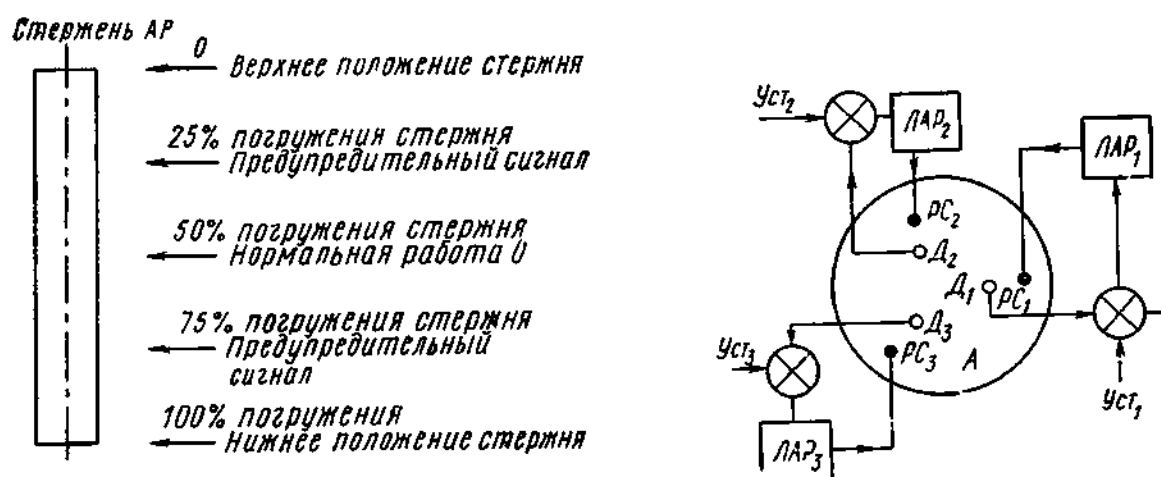 Стержень АР
0
Верхнее положение стержня
25% погружения стержня
Предупредительный сигнал
50% погружения стержня
Нормальная работа 0
75% погружения стержня
Предупредительный
сигнал
100% погружения
Нижнее положение стержня
Уст₂
ЛАР₂
ЛАР₁
РС₂
Д₂
Д₁
РС₁
Д₃
Уст₃
РС₃
А
Уст₁
ЛАР₃